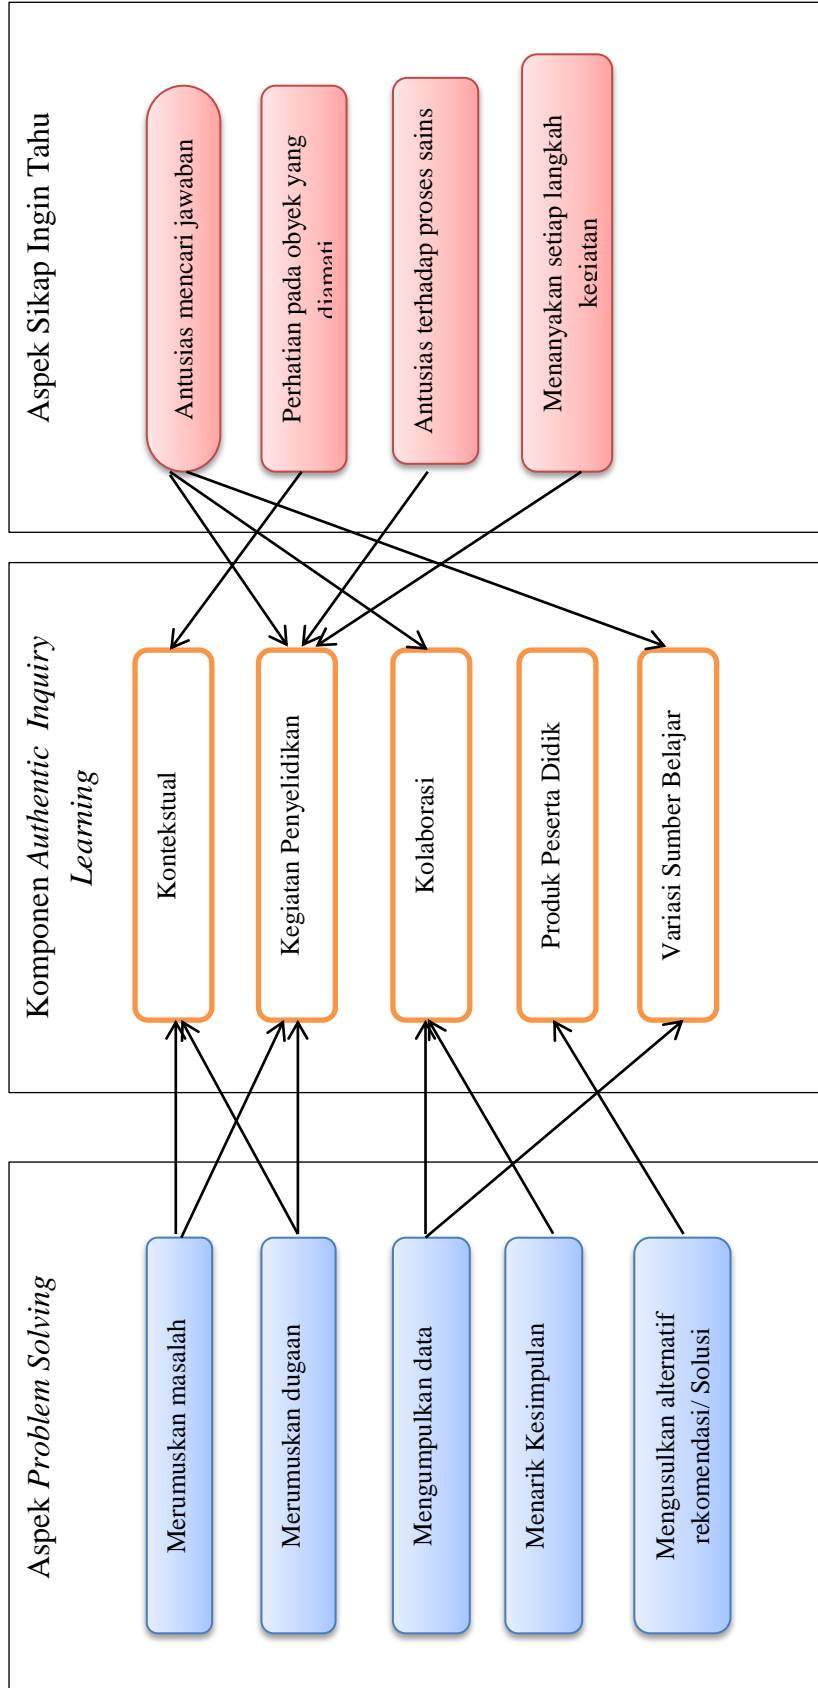 Aspek Problem Solving
Merumuskan masalah
Merumuskan dugaan
Mengumpulkan data
Menarik Kesimpulan
Mengusulkan alternatif
rekomendasi/ Solusi
Komponen Authentic Inquiry
Learning
Kontekstual
Kegiatan Penyelidikan
Kolaborasi
Produk Peserta Didik
Variasi Sumber Belajar
Aspek Sikap Ingin Tahu
Antusias mencari jawaban
Perhatian pada obyek yang
diamati
Antusias terhadap proses sains
Menanyakan setiap langkah
kegiatan